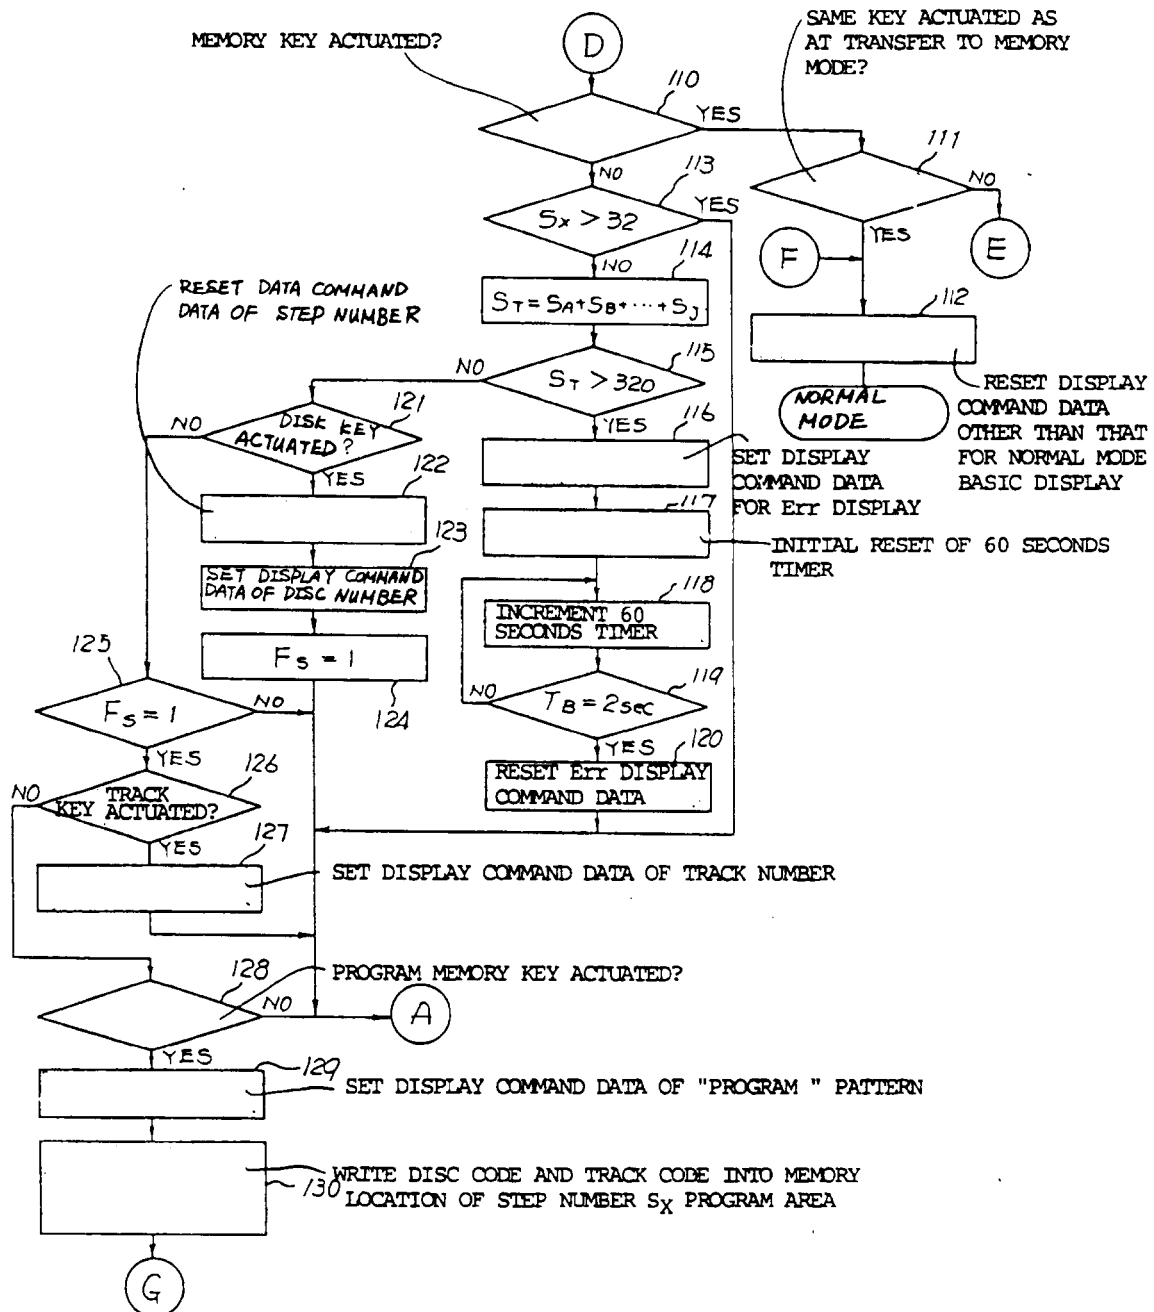 MEMORY KEY ACTUATED?
D
SAME KEY ACTUATED AS
AT TRANSFER TO MEMORY
MODE?
110
YES
NO
111
NO
YES
E
F
113
Sx > 32
YES
NO
114
ST = SA + SB + ··· + SJ
112
RESET DISPLAY
COMMAND DATA
OTHER THAN THAT
FOR NORMAL MODE
BASIC DISPLAY
NORMAL
MODE
RESET DATA COMMAND
DATA OF STEP NUMBER
115
ST > 320
NO
YES
116
SET DISPLAY
COMMAND DATA
FOR Err DISPLAY
117
INITIAL RESET OF 60 SECONDS
TIMER
118
INCREMENT 60
SECONDS TIMER
119
TB = 2sec
NO
YES
120
RESET Err DISPLAY
COMMAND DATA
121
DISK KEY
ACTUATED?
NO
YES
122
123
SET DISPLAY COMMAND
DATA OF DISC NUMBER
FS = 1
124
125
FS = 1
NO
YES
126
TRACK
KEY ACTUATED?
NO
YES
127
SET DISPLAY COMMAND DATA OF TRACK NUMBER
128
PROGRAM MEMORY KEY ACTUATED?
NO
A
YES
129
SET DISPLAY COMMAND DATA OF "PROGRAM " PATTERN
130
WRITE DISC CODE AND TRACK CODE INTO MEMORY
LOCATION OF STEP NUMBER SX PROGRAM AREA
G